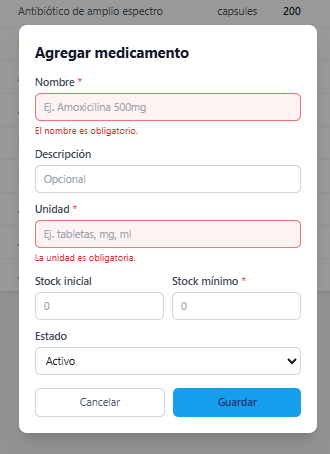 Antibiótico de amplio espectro capsules 200
Agregar medicamento
Nombre *
Ej. Amoxicilina 500mg
El nombre es obligatorio.
Descripción
Opcional
Unidad *
Ej. tabletas, mg, ml
La unidad es obligatoria.
Stock inicial Stock mínimo *
0 0
Estado
Activo
Cancelar Guardar